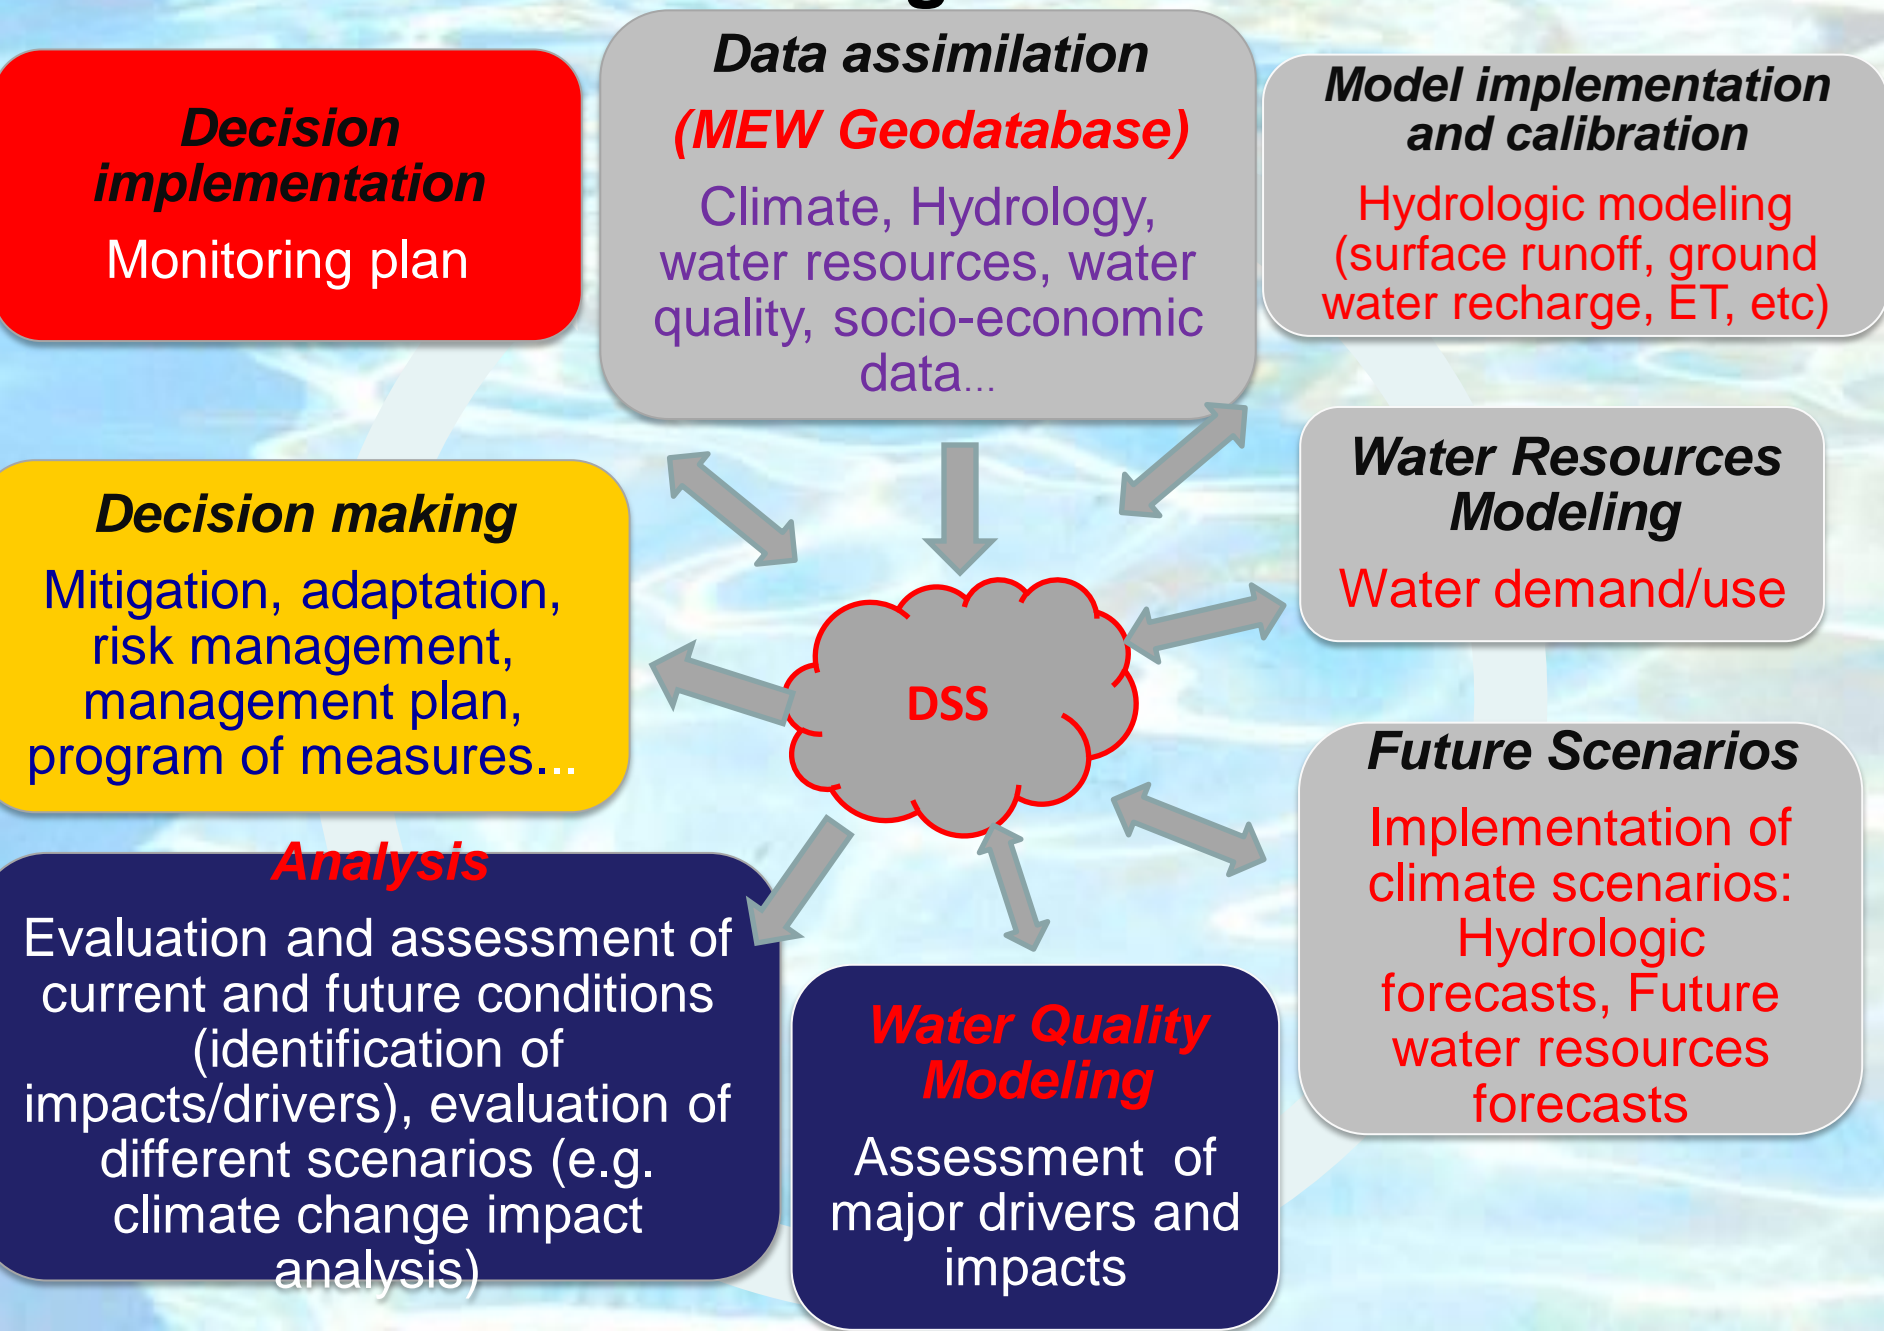 Decision
implementation
Monitoring plan
Data assimilation
(MEW Geodatabase)
Climate, Hydrology,
water resources, water
quality, socio-economic
data...
Model implementation
and calibration
Hydrologic modeling
(surface runoff, ground
water recharge, ET, etc)
Water Resources
Modeling
Water demand/use
Future Scenarios
Implementation of
climate scenarios:
Hydrologic
forecasts, Future
water resources
forecasts
Water Quality
Modeling
Assessment of
major drivers and
impacts
Analysis
Evaluation and assessment of
current and future conditions
(identification of
impacts/drivers), evaluation of
different scenarios (e.g.
climate change impact
analysis)
Decision making
Mitigation, adaptation,
risk management,
management plan,
program of measures...
DSS